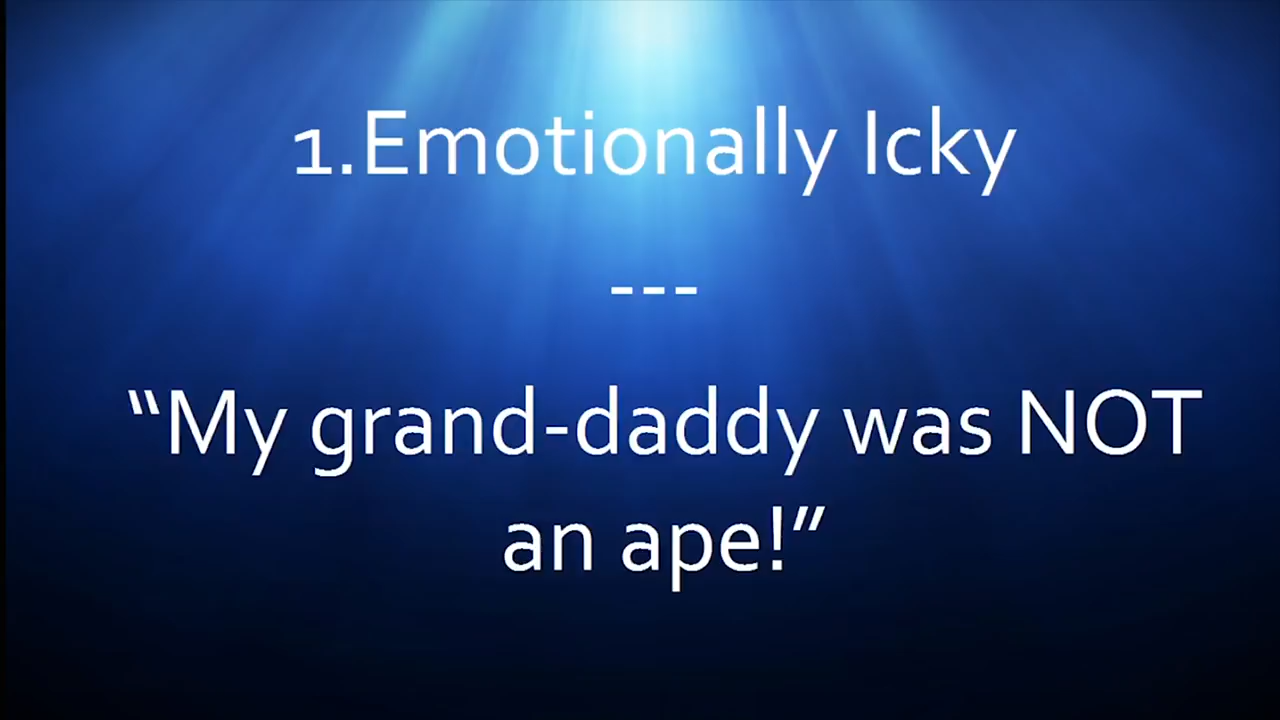 1.Emotionally Icky
---
“My grand-daddy was NOT
an ape!”